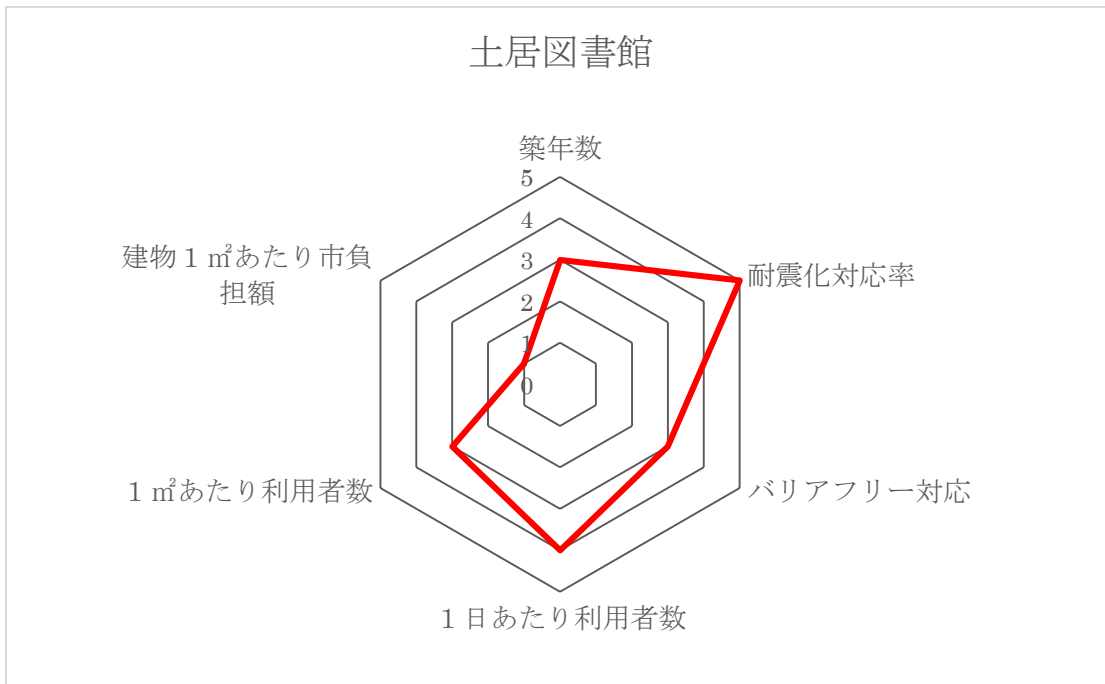 土居図書館
築年数
5
4
3
2
1
0
耐震化対応率
バリアフリー対応
１日あたり利用者数
１㎡あたり利用者数
建物１㎡あたり市負
担額